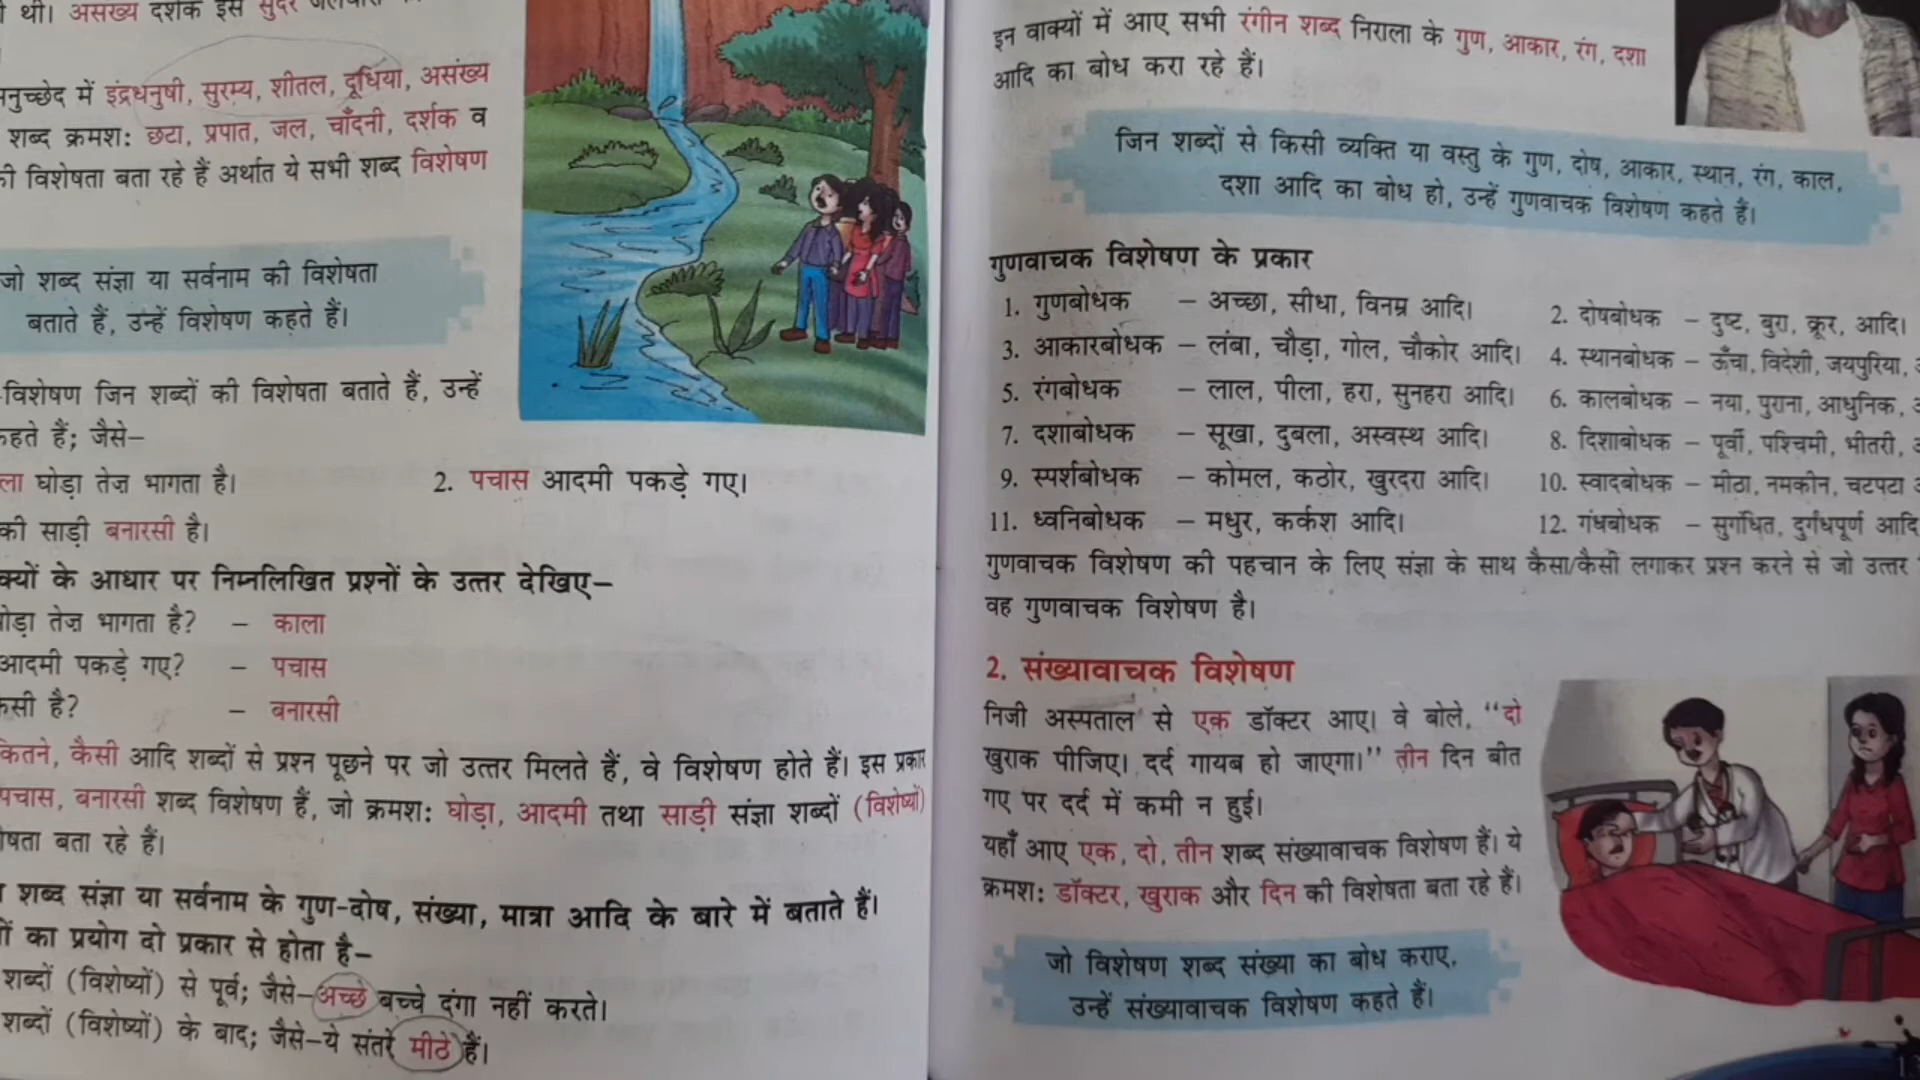 थी। असंख्य दर्शक इस सुंदर
अनुच्छेद में इंद्रधनुषी, सुरम्य, शीतल, दूधिया, असंख्य
शब्द क्रमश: छटा, प्रपात, जल, चाँदनी, दर्शक व
की विशेषता बता रहे हैं अर्थात ये सभी शब्द विशेषण
जो शब्द संज्ञा या सर्वनाम की विशेषता
बताते हैं, उन्हें विशेषण कहते हैं।
विशेषण जिन शब्दों की विशेषता बताते हैं, उन्हें
कहते हैं; जैसे–
ला घोड़ा तेज़ भागता है।
2. पचास आदमी पकड़े गए।
की साड़ी बनारसी है।
क्यों के आधार पर निम्नलिखित प्रश्नों के उत्तर देखिए–
घोड़ा तेज़ भागता है? – काला
आदमी पकड़े गए? – पचास
कैसी है? – बनारसी
कितने, कैसी आदि शब्दों से प्रश्न पूछने पर जो उत्तर मिलते हैं, वे विशेषण होते हैं। इस प्रकार
पचास, बनारसी शब्द विशेषण हैं, जो क्रमश: घोड़ा, आदमी तथा साड़ी संज्ञा शब्दों (विशेष्यों)
षता बता रहे हैं।
शब्द संज्ञा या सर्वनाम के गुण-दोष, संख्या, मात्रा आदि के बारे में बताते हैं।
का प्रयोग दो प्रकार से होता है–
शब्दों (विशेष्यों) से पूर्व; जैसे–अच्छे बच्चे दंगा नहीं करते।
शब्दों (विशेष्यों) के बाद; जैसे–ये संतरे मीठे हैं।
इन वाक्यों में आए सभी रंगीन शब्द निराला के गुण, आकार, रंग, दशा
आदि का बोध करा रहे हैं।
जिन शब्दों से किसी व्यक्ति या वस्तु के गुण, दोष, आकार, स्थान, रंग, काल,
दशा आदि का बोध हो, उन्हें गुणवाचक विशेषण कहते हैं।
गुणवाचक विशेषण के प्रकार
1. गुणबोधक – अच्छा, सीधा, विनम्र आदि। 2. दोषबोधक – दुष्ट, बुरा, क्रूर, आदि।
3. आकारबोधक – लंबा, चौड़ा, गोल, चौकोर आदि। 4. स्थानबोधक – ऊँचा, विदेशी, जयपुरिया,
5. रंगबोधक – लाल, पीला, हरा, सुनहरा आदि। 6. कालबोधक – नया, पुराना, आधुनिक,
7. दशाबोधक – सूखा, दुबला, अस्वस्थ आदि। 8. दिशाबोधक – पूर्वी, पश्चिमी, भीतरी,
9. स्पर्शबोधक – कोमल, कठोर, खुरदरा आदि। 10. स्वादबोधक – मीठा, नमकीन, चटपटा
11. ध्वनिबोधक – मधुर, कर्कश आदि। 12. गंधबोधक – सुगंधित, दुर्गंधपूर्ण आदि
गुणवाचक विशेषण की पहचान के लिए संज्ञा के साथ कैसा/कैसी लगाकर प्रश्न करने से जो उत्तर
वह गुणवाचक विशेषण है।
2. संख्यावाचक विशेषण
निजी अस्पताल से एक डॉक्टर आए। वे बोले, “दो
खुराक पीजिए। दर्द गायब हो जाएगा।” तीन दिन बीत
गए पर दर्द में कमी न हुई।
यहाँ आए एक, दो, तीन शब्द संख्यावाचक विशेषण हैं। ये
क्रमश: डॉक्टर, खुराक और दिन की विशेषता बता रहे हैं।
जो विशेषण शब्द संख्या का बोध कराए,
उन्हें संख्यावाचक विशेषण कहते हैं।